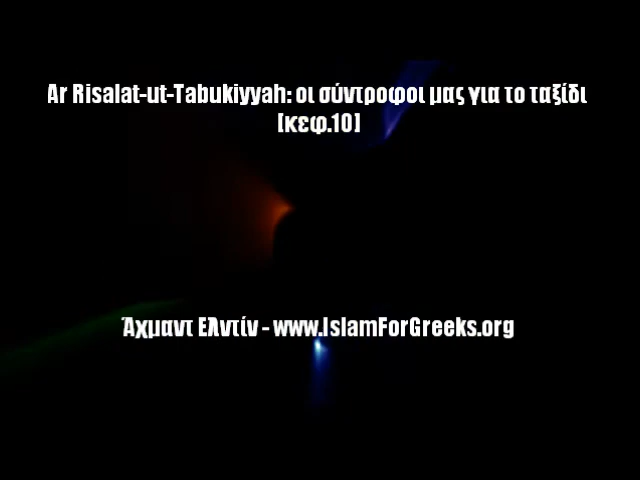 Ar Risalat-ut-Tabukiyyah: οι σύντροφοι μας για το ταξίδι
[κεφ.10]
Άχμαντ Ελντίν - www.IslamForGreeks.org